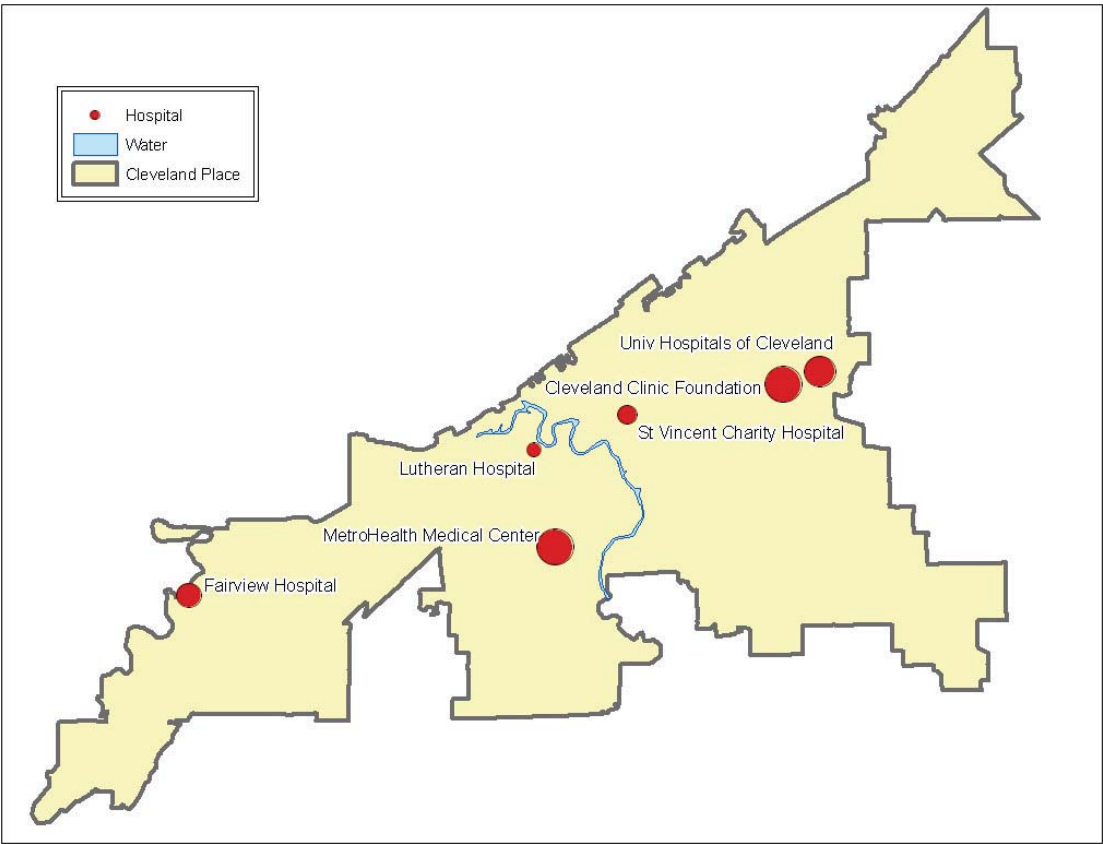 Hospital
Water
Cleveland Place
Univ Hospitals of Cleveland
Cleveland Clinic Foundation
St Vincent Charity Hospital
Lutheran Hospital
MetroHealth Medical Center
Fairview Hospital